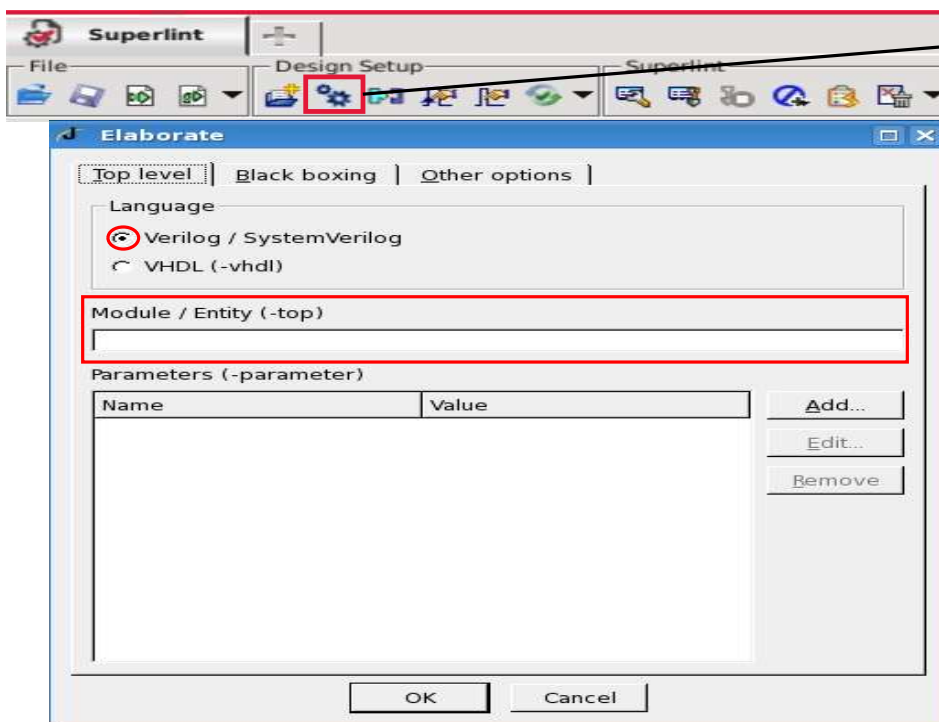 Superlint
File Design Setup Superlint
Elaborate
Top level Black boxing Other options
Language
Verilog / SystemVerilog
VHDL (-vhdl)
Module / Entity (-top)
Parameters (-parameter)
Name Value Add...
Edit...
Remove
OK Cancel